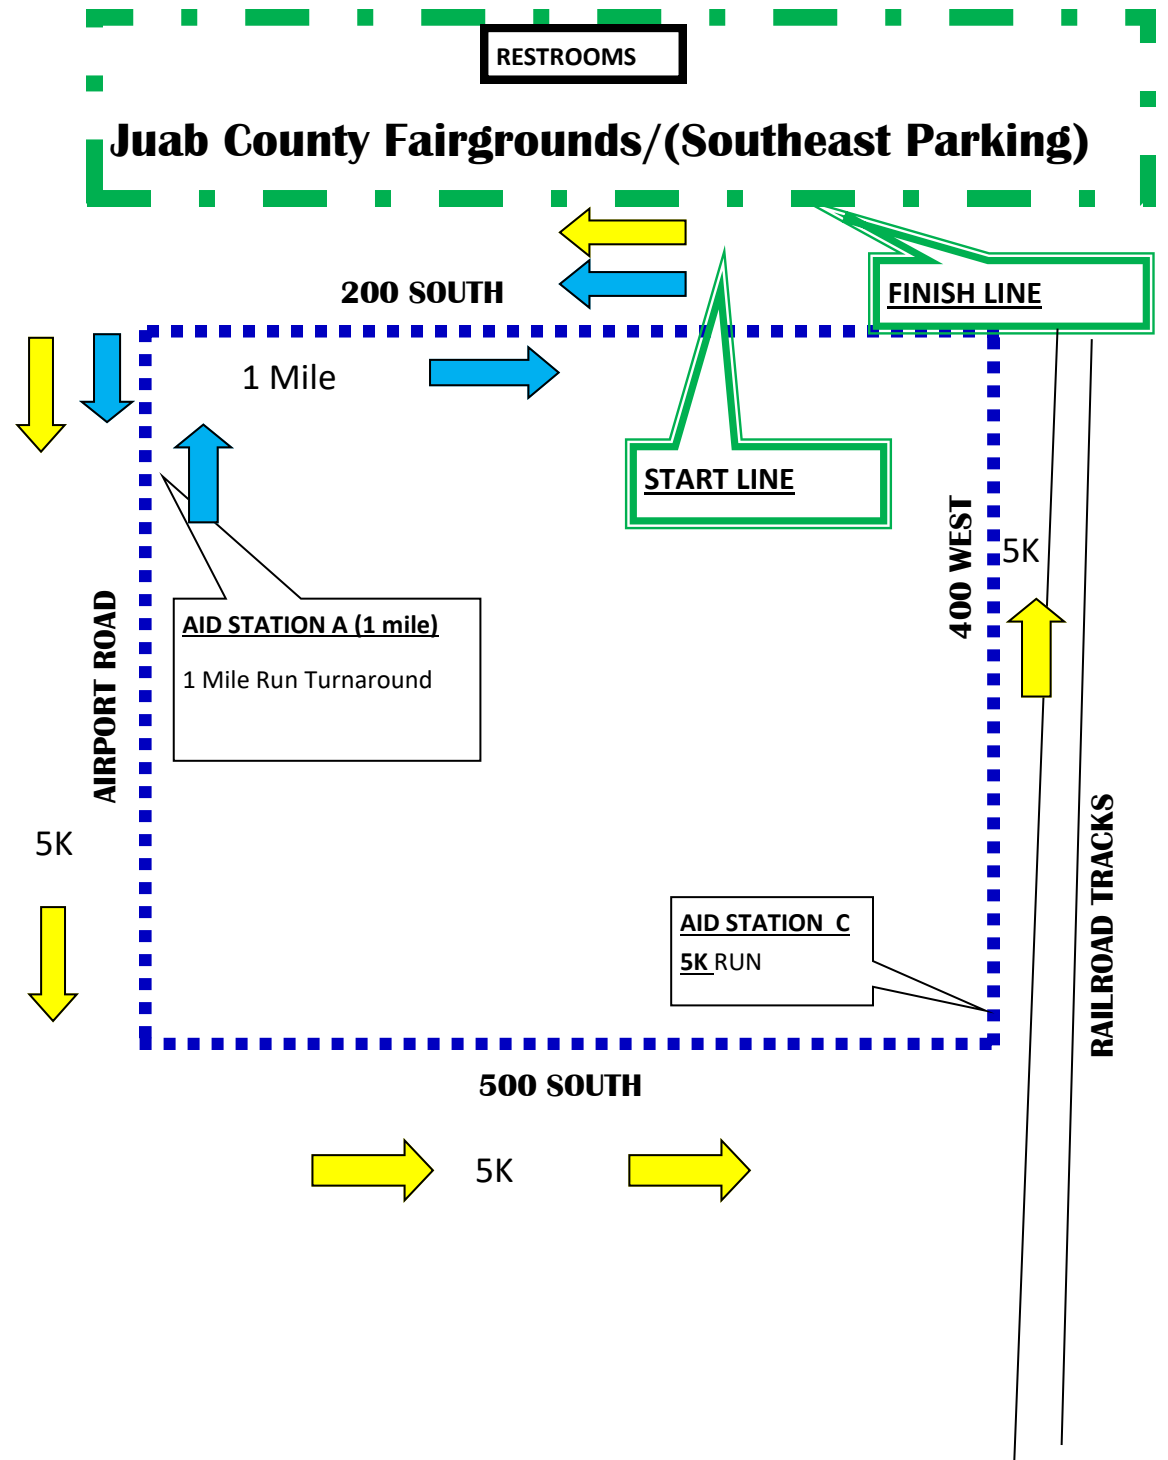 RESTROOMS
Juab County Fairgrounds/(Southeast Parking)
200 SOUTH
FINISH LINE
1 Mile
START LINE
400 WEST
5K
AIRPORT ROAD
AID STATION A (1 mile)
1 Mile Run Turnaround
5K
RAILROAD TRACKS
AID STATION C
5K RUN
500 SOUTH
5K